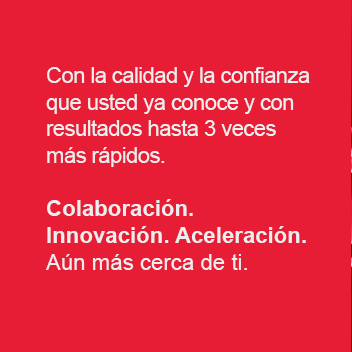 Con la calidad y la confianza
que usted ya conoce y con
resultados hasta 3 veces
más rápidos.
Colaboración.
Innovación. Aceleración.
Aún más cerca de ti.